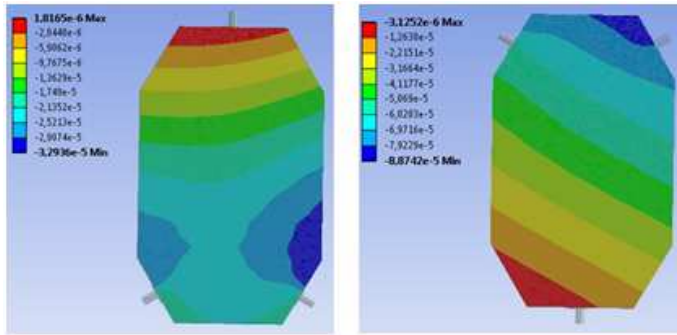 1,8165e-6 Max
-2,0440e-6
-5,9062e-6
-9,7675e-6
-1,3629e-5
-1,749e-5
-2,1352e-5
-2,5213e-5
-2,9074e-5
-3,2936e-5 Min
-3,1252e-6 Max
-1,2638e-5
-2,2151e-5
-3,1664e-5
-4,1177e-5
-5,069e-5
-6,0203e-5
-6,9716e-5
-7,9229e-5
-8,8742e-5 Min